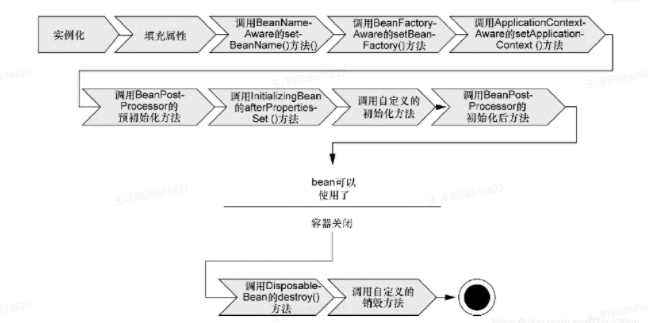 实例化
填充属性
调用BeanName-
Aware的set-
BeanName()方法()
调用BeanFactory-
Aware的setBean-
Factory()方法
调用ApplicationContext-
Aware的setApplication-
Context ()方法
调用BeanPost-
Processor的
预初始化方法
调用InitializingBean
的afterProperties-
Set ()方法
调用自定义的
初始化方法
调用BeanPost-
Processor的
初始化后方法
bean可以
使用了
容器关闭
调用Disposable-
Bean的destroy()
方法
调用自定义的
销毁方法